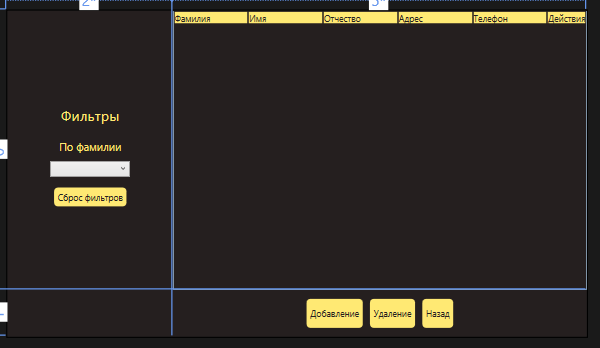 Фамилия Имя Отчество Адрес Телефон Действия
Фильтры
По фамилии
Сброс фильтров
Добавление Удаление Назад